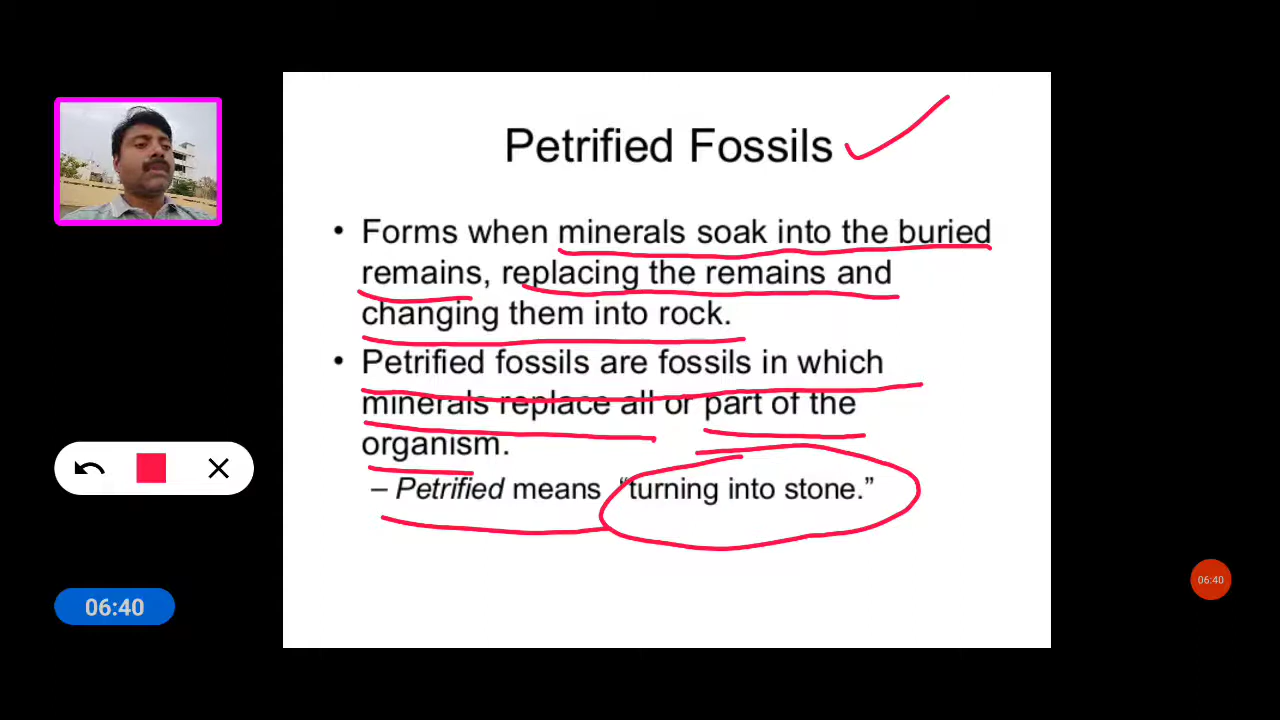 Petrified Fossils
• Forms when minerals soak into the buried
remains, replacing the remains and
changing them into rock.
• Petrified fossils are fossils in which
minerals replace all or part of the
organism.
– Petrified means “turning into stone.”
06:40
06:40